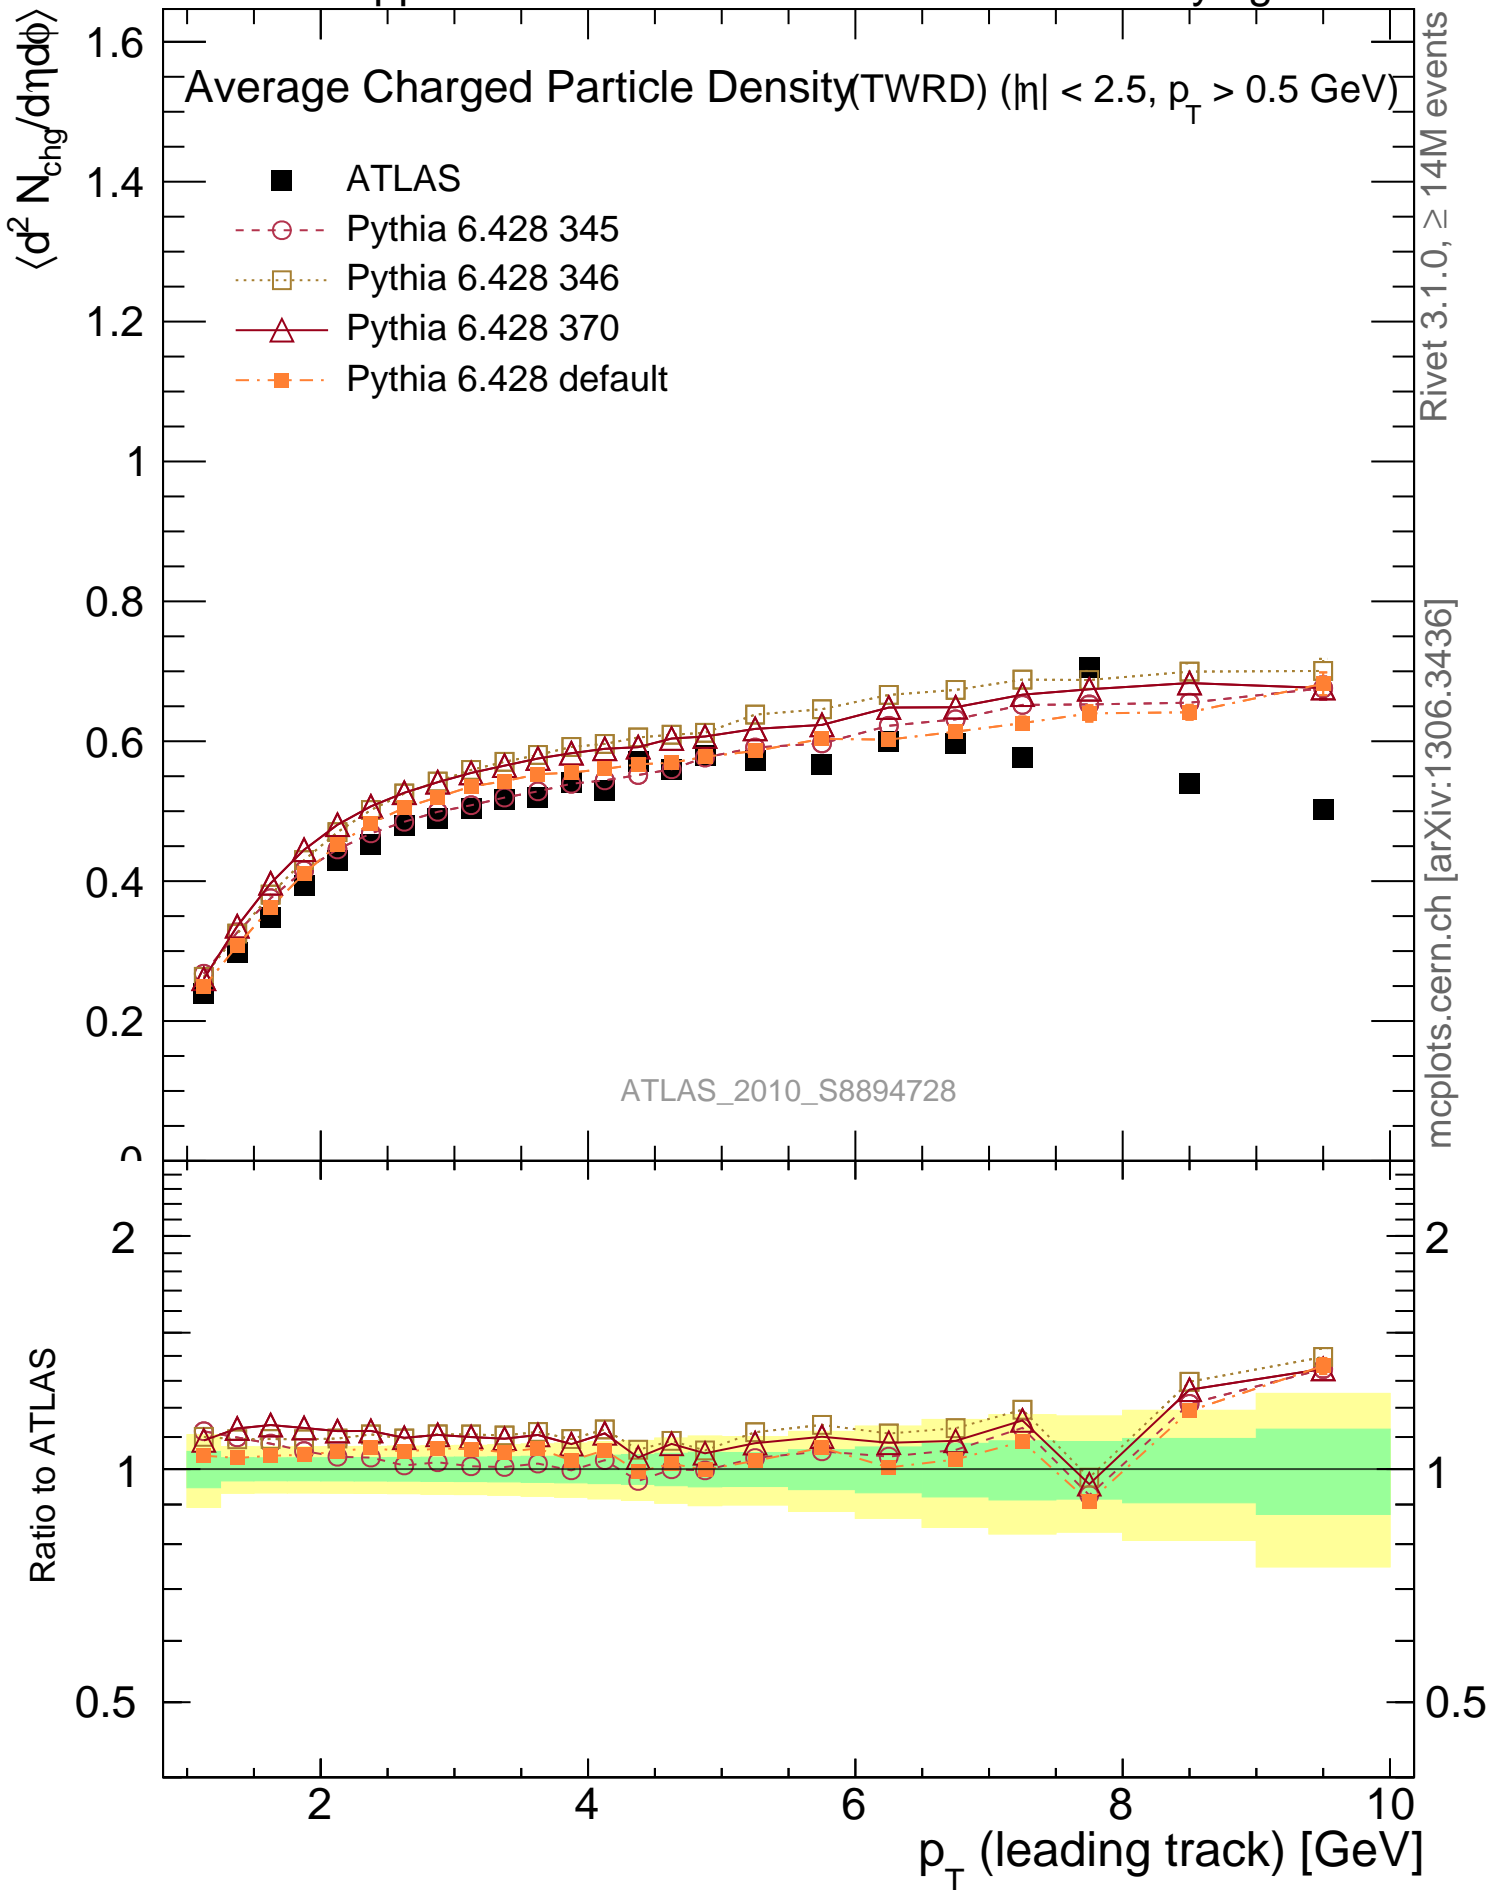 ⟨d² N_chg/dηdϕ⟩
Average Charged Particle Density (TWRD) (|η| < 2.5, p_T > 0.5 GeV)
ATLAS
Pythia 6.428 345
Pythia 6.428 346
Pythia 6.428 370
Pythia 6.428 default
1.6
1.4
1.2
1
0.8
0.6
0.4
0.2
0
ATLAS_2010_S8894728
Rivet 3.1.0, ≥ 14M events
mcplots.cern.ch [arXiv:1306.3436]
Ratio to ATLAS
2
1
0.5
2
1
0.5
2
4
6
8
10
p_T (leading track) [GeV]